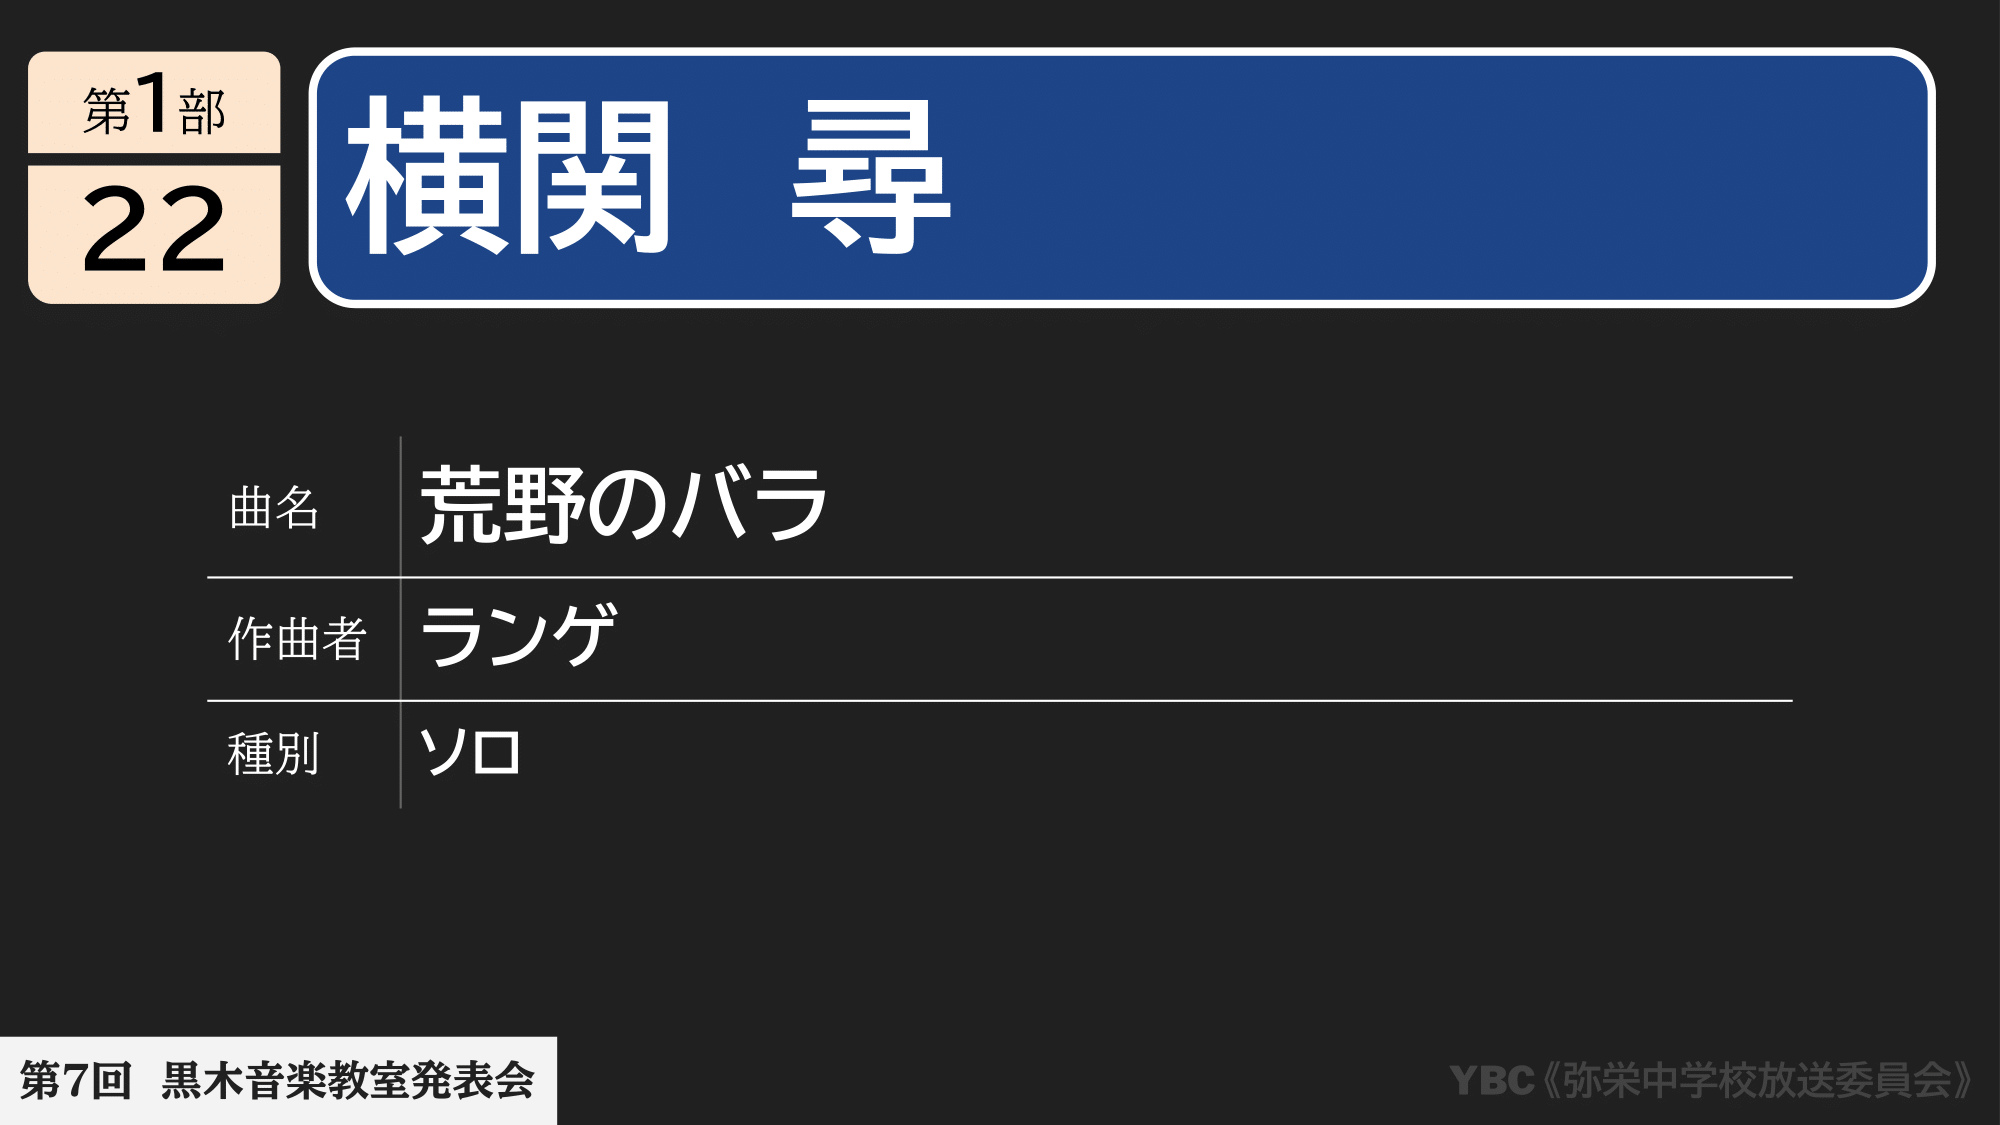 第1部
22
横関　尋
曲名 荒野のバラ
作曲者 ランゲ
種別 ソロ
第7回　黒木音楽教室発表会
YBC《弥栄中学校放送委員会》